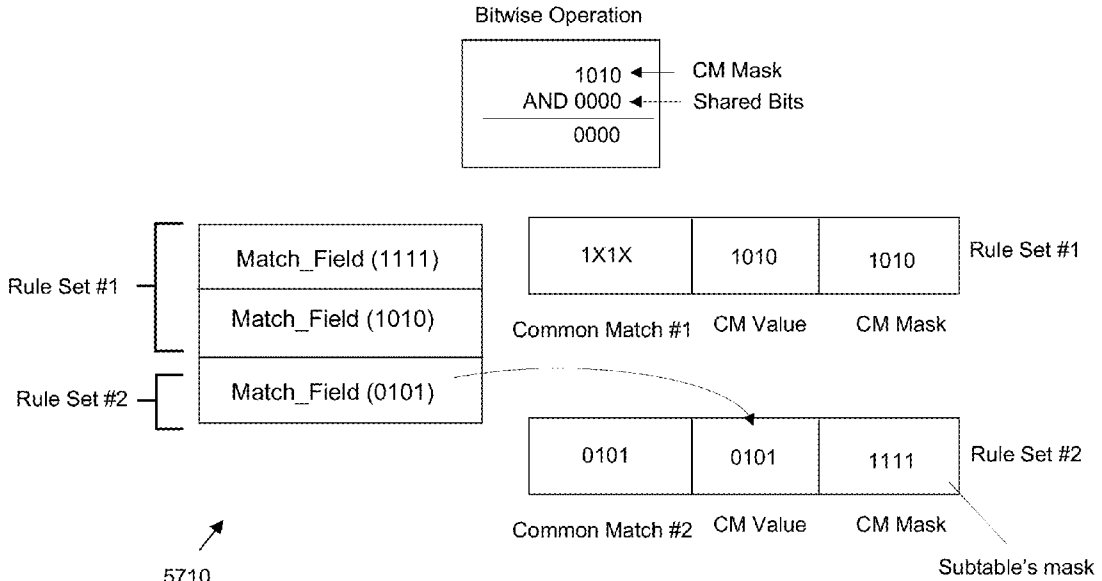 Bitwise Operation
1010
CM Mask
AND 0000
Shared Bits
0000
Rule Set #1
Match_Field (1111)
Match_Field (1010)
Rule Set #2
Match_Field (0101)
1X1X
1010
1010
Rule Set #1
Common Match #1
CM Value
CM Mask
0101
0101
1111
Rule Set #2
Common Match #2
CM Value
CM Mask
Subtable's mask
5710